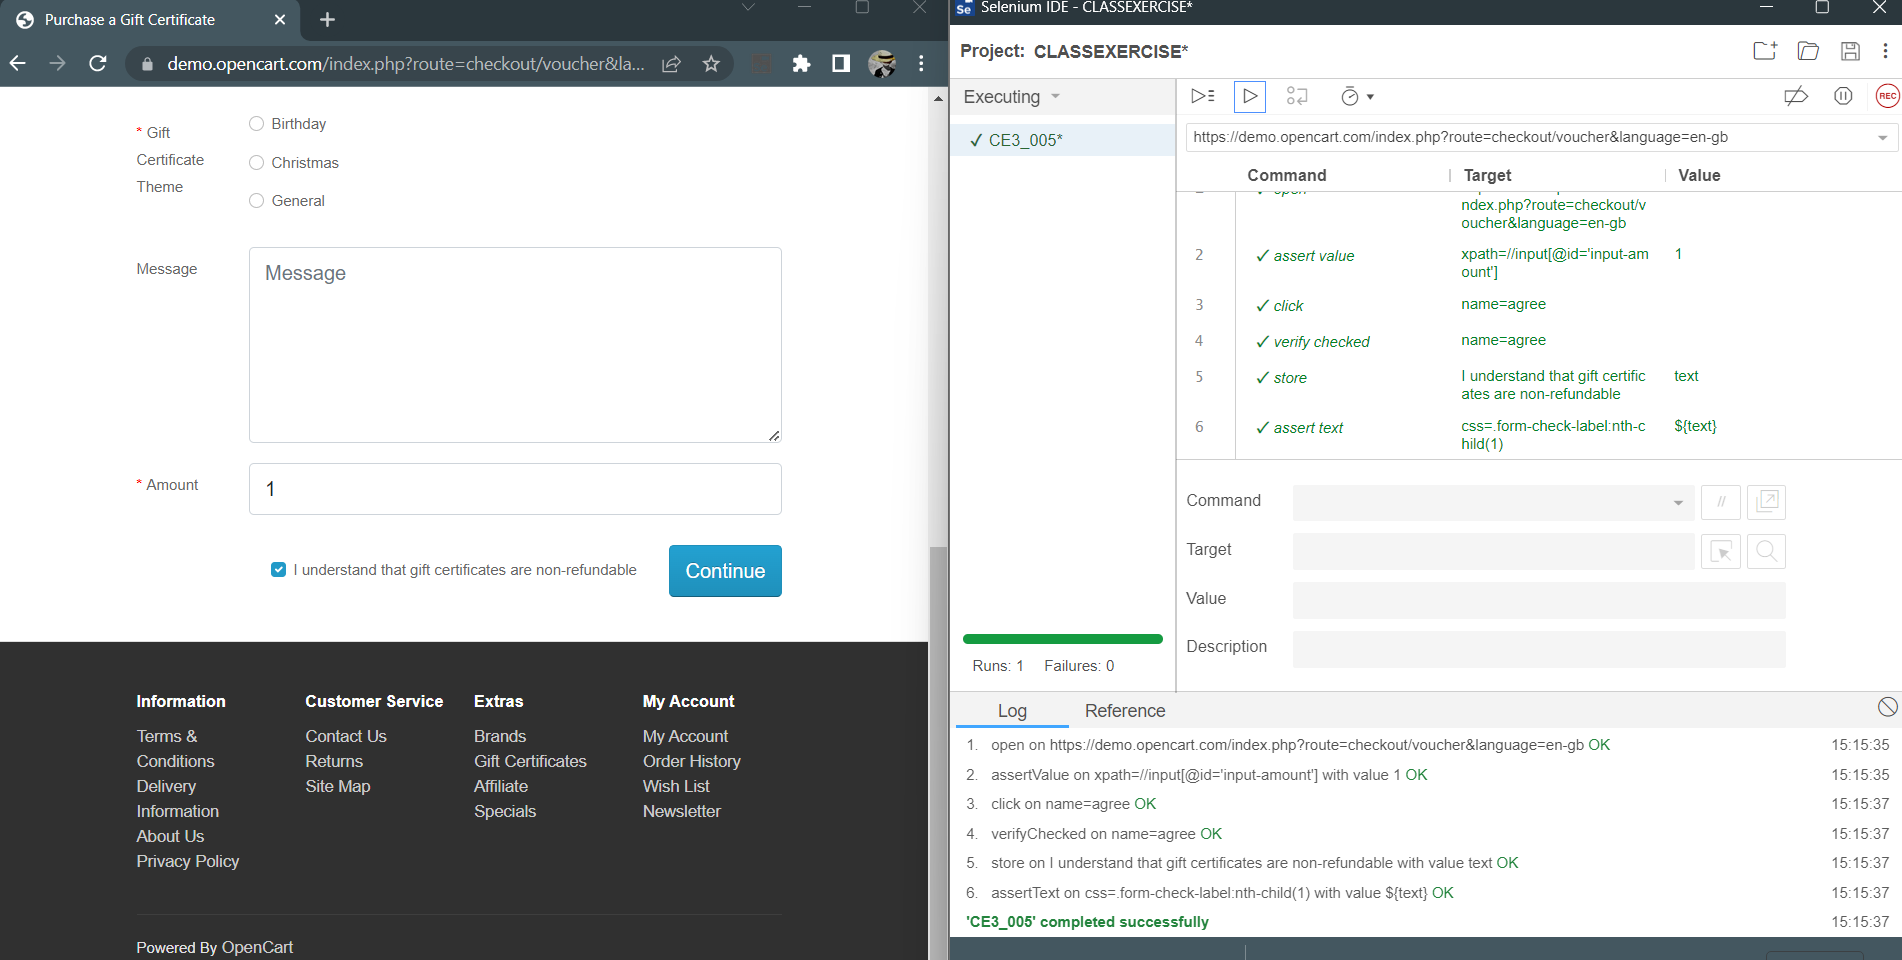 Purchase a Gift Certificate
demo.opencart.com/index.php?route=checkout/voucher&la...
* Gift Certificate Theme
Birthday
Christmas
General
Message
Message
* Amount
1
I understand that gift certificates are non-refundable
Continue
Information
Terms & Conditions
Delivery Information
About Us
Privacy Policy
Customer Service
Contact Us
Returns
Site Map
Extras
Brands
Gift Certificates
Affiliate
Specials
My Account
My Account
Order History
Wish List
Newsletter
Powered By OpenCart
Se Selenium IDE - CLASSEXERCISE*
Project: CLASSEXERCISE*
Executing
REC
✓ CE3_005*
https://demo.opencart.com/index.php?route=checkout/voucher&language=en-gb
Command Target Value
✓ open
ndex.php?route=checkout/v
oucher&language=en-gb
2 ✓ assert value xpath=//input[@id='input-am 1
ount']
3 ✓ click name=agree
4 ✓ verify checked name=agree
5 ✓ store I understand that gift certific text
ates are non-refundable
6 ✓ assert text css=.form-check-label:nth-c ${text}
hild(1)
Command
//
Target
Value
Description
Runs: 1 Failures: 0
Log Reference
1. open on https://demo.opencart.com/index.php?route=checkout/voucher&language=en-gb OK 15:15:35
2. assertValue on xpath=//input[@id='input-amount'] with value 1 OK 15:15:35
3. click on name=agree OK 15:15:37
4. verifyChecked on name=agree OK 15:15:37
5. store on I understand that gift certificates are non-refundable with value text OK 15:15:37
6. assertText on css=.form-check-label:nth-child(1) with value ${text} OK 15:15:37
'CE3_005' completed successfully 15:15:37